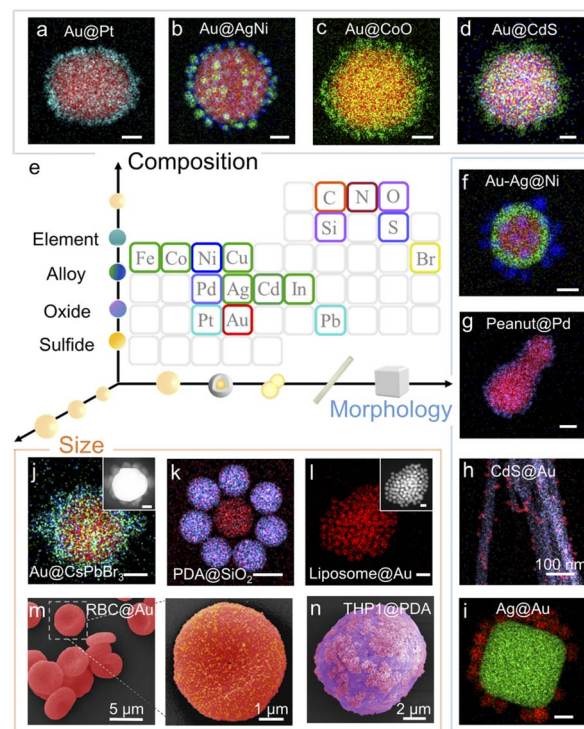 a Au@Pt
b Au@AgNi
c Au@CoO
d Au@CdS
e Composition
Element
Alloy
Oxide
Sulfide
C N O
Si S
Fe Co Ni Cu Br
Pd Ag Cd In
Pt Au Pb
Morphology
Size
f Au-Ag@Ni
g Peanut@Pd
h CdS@Au
100 nm
i Ag@Au
j Au@CsPbBr₃
k PDA@SiO₂
l Liposome@Au
m RBC@Au
5 µm
1 µm
n THP1@PDA
2 µm